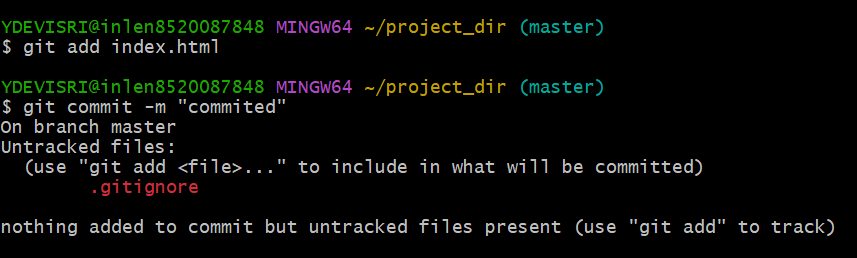 YDEVISRI@inlen8520087848 MINGW64 ~/project_dir (master)
$ git add index.html
YDEVISRI@inlen8520087848 MINGW64 ~/project_dir (master)
$ git commit -m "commited"
On branch master
Untracked files:
  (use "git add <file>..." to include in what will be committed)
        .gitignore
nothing added to commit but untracked files present (use "git add" to track)